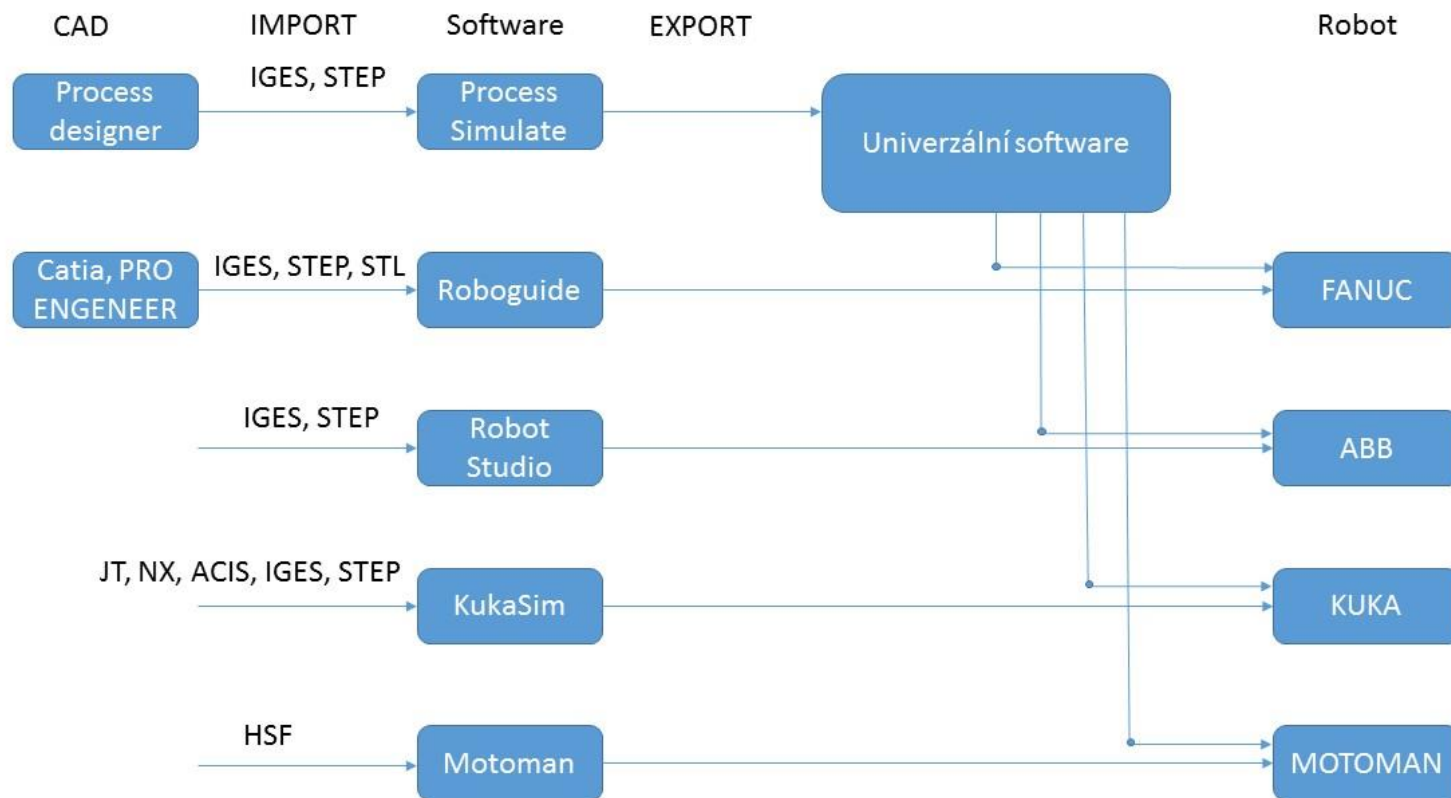 CAD
IMPORT
Software
EXPORT
Robot
IGES, STEP
Process
designer
Process
Simulate
Univerzální software
Catia, PRO
ENGENEER
IGES, STEP, STL
Roboguide
FANUC
IGES, STEP
Robot
Studio
ABB
JT, NX, ACIS, IGES, STEP
KukaSim
KUKA
HSF
Motoman
MOTOMAN